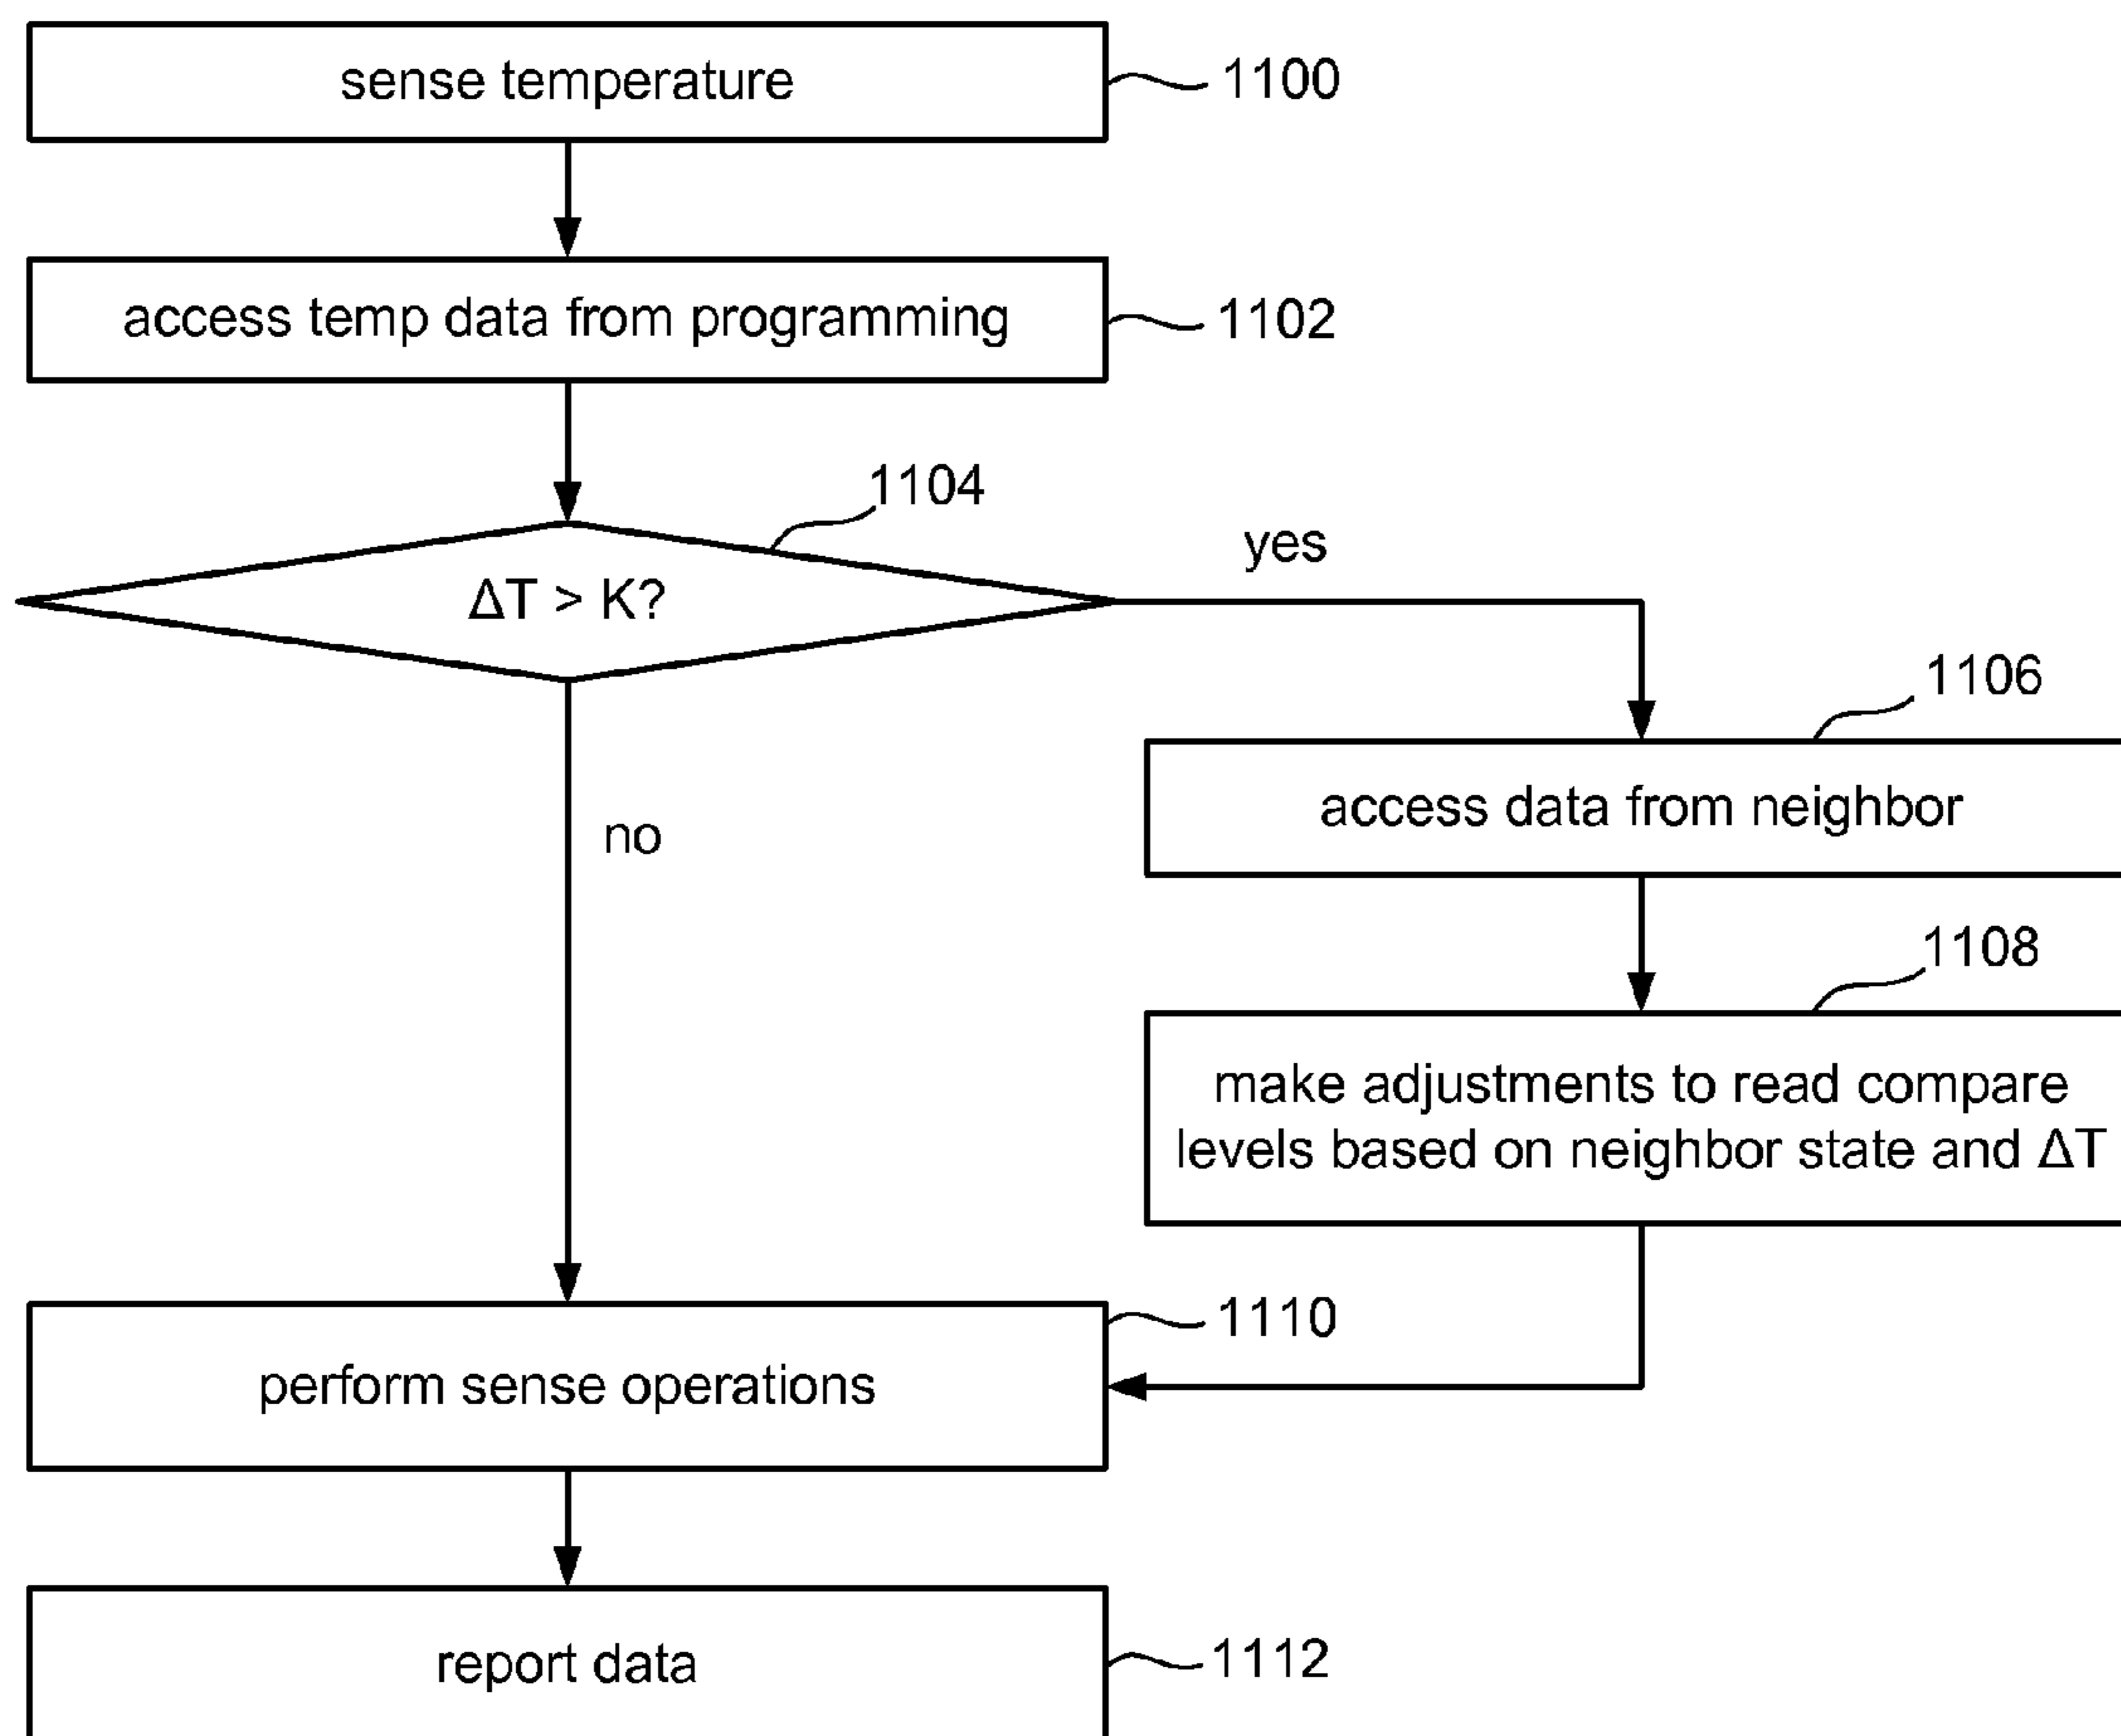 sense temperature
1100
access temp data from programming
1102
1104
ΔT > K?
yes
1106
access data from neighbor
no
1108
make adjustments to read compare
levels based on neighbor state and ΔT
1110
perform sense operations
report data
1112